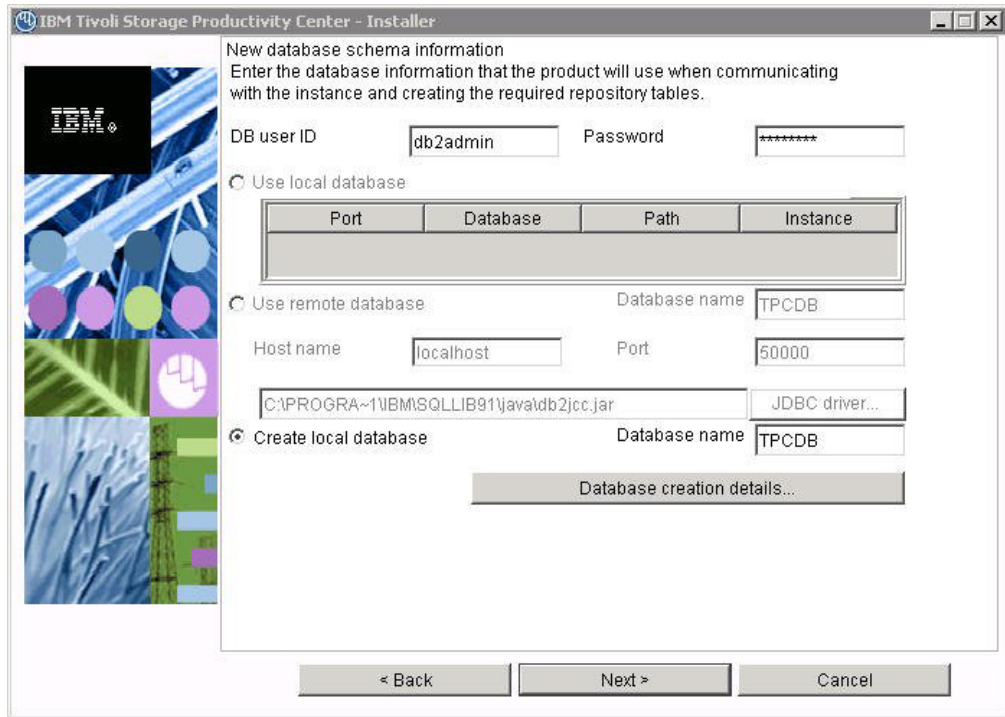 IBM Tivoli Storage Productivity Center - Installer
IBM®
New database schema information
Enter the database information that the product will use when communicating
with the instance and creating the required repository tables.
DB user ID db2admin Password ********
Use local database
Port Database Path Instance
Use remote database Database name TPCDB
Host name localhost Port 50000
C:\PROGRA~1\IBM\SQLLIB91\java\db2jcc.jar JDBC driver...
Create local database Database name TPCDB
Database creation details...
< Back Next > Cancel